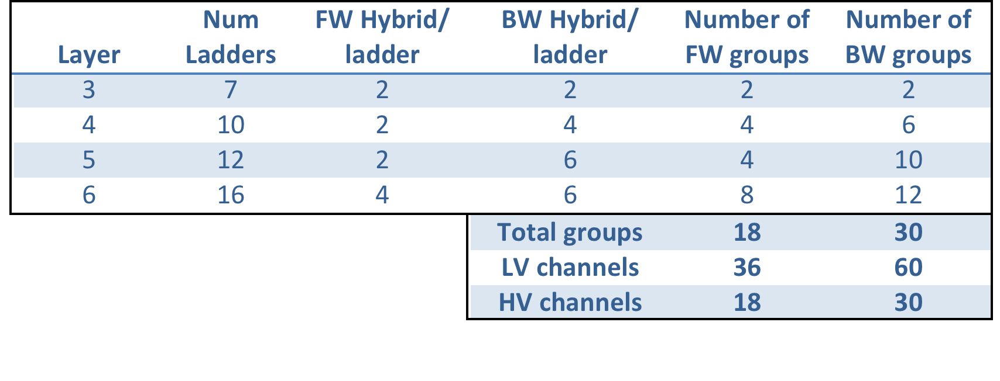 Layer Num Ladders FW Hybrid/ ladder BW Hybrid/ ladder Number of FW groups Number of BW groups
3 7 2 2 2 2
4 10 2 4 4 6
5 12 2 6 4 10
6 16 4 6 8 12
Total groups 18 30
LV channels 36 60
HV channels 18 30